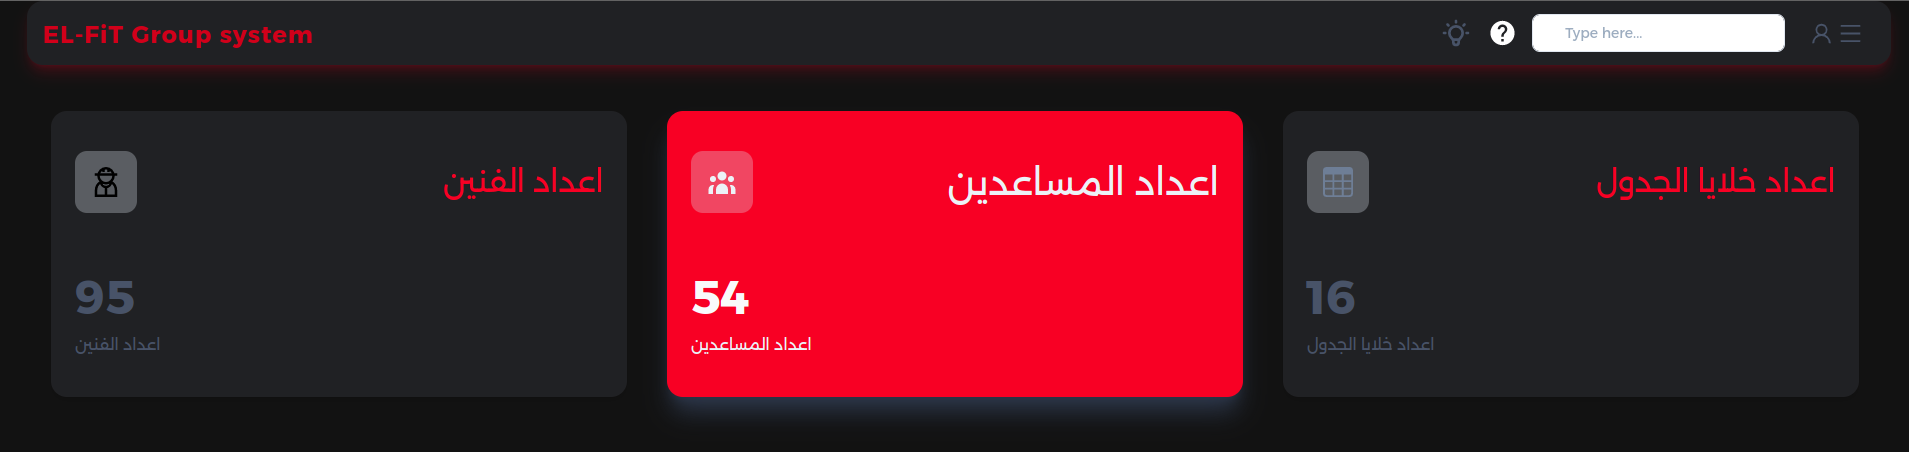 EL-FiT Group system
Type here...
اعداد الفنين
95
اعداد الفنين
اعداد المساعدين
54
اعداد المساعدين
اعداد خلايا الجدول
16
اعداد خلايا الجدول